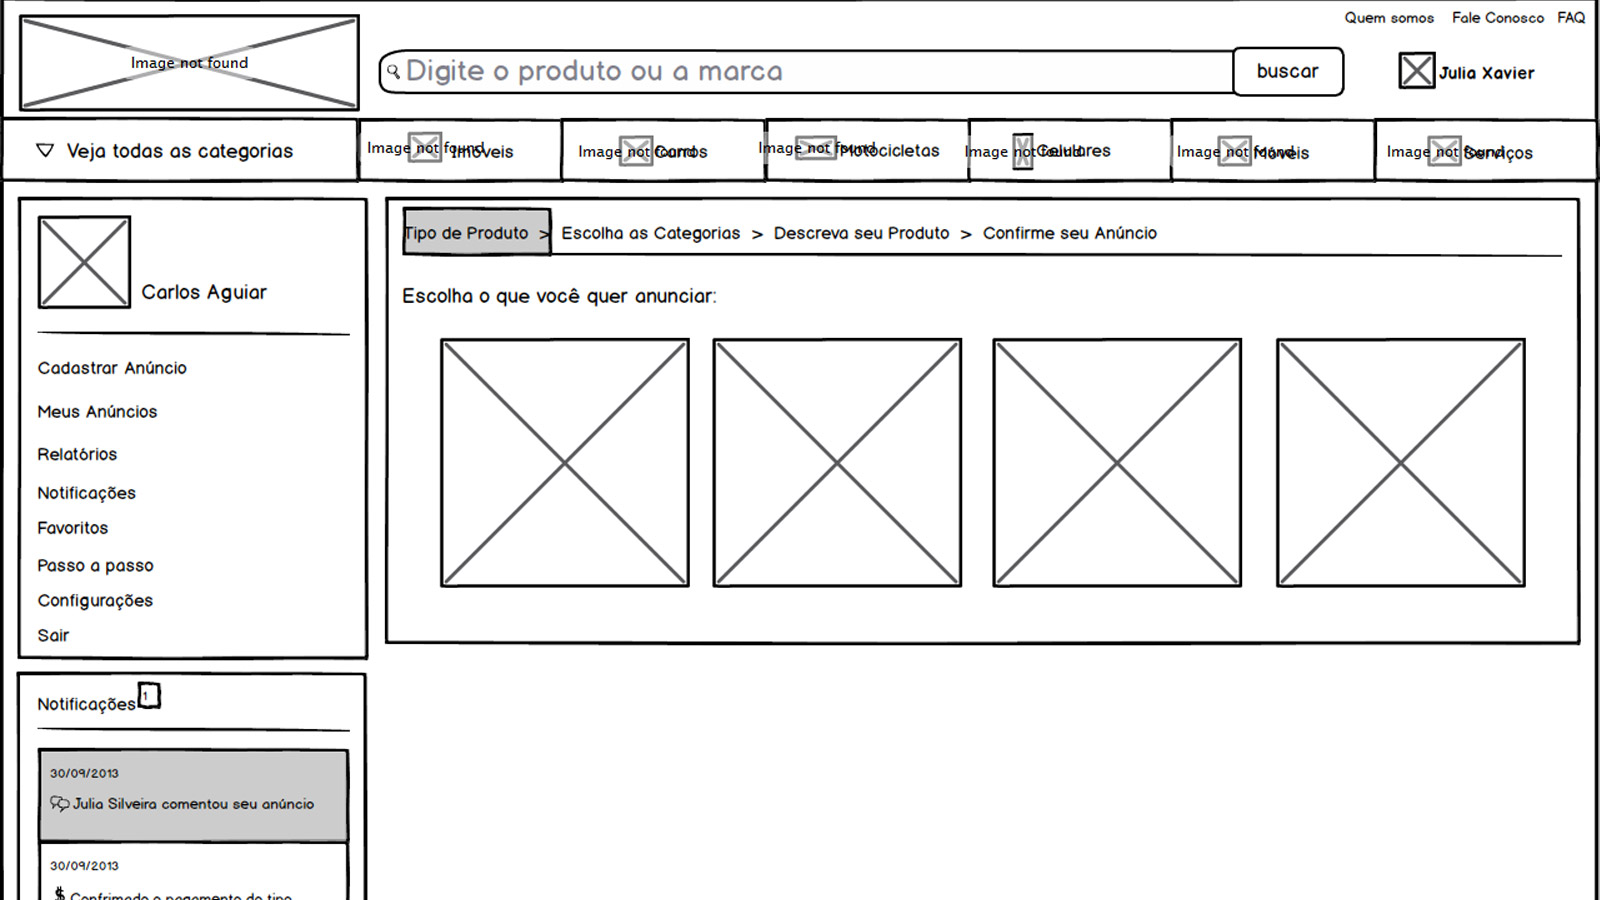 Quem somos Fale Conosco FAQ
Image not found
Digite o produto ou a marca
buscar
Julia Xavier
Veja todas as categorias
Image not found Imóveis
Image not found Carros
Image not found Motocicletas
Image not found Celulares
Image not found Móveis
Image not found Serviços
Carlos Aguiar
Cadastrar Anúncio
Meus Anúncios
Relatórios
Notificações
Favoritos
Passo a passo
Configurações
Sair
Tipo de Produto > Escolha as Categorias > Descreva seu Produto > Confirme seu Anúncio
Escolha o que você quer anunciar:
Notificações 1
30/09/2013
Julia Silveira comentou seu anúncio
30/09/2013
$ Confrimado o pagamento do tipo